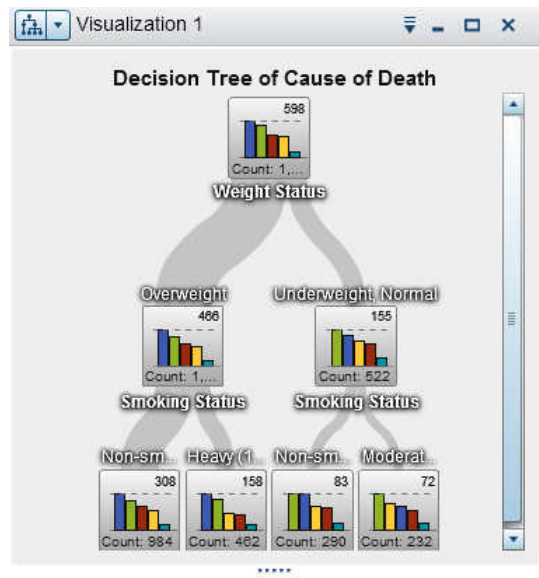 Visualization 1
Decision Tree of Cause of Death
598
Count: 1,...
Weight Status
Overweight Underweight, Normal
466 155
Count: 1,... Count: 522
Smoking Status Smoking Status
Non-sm... Heavy (1... Non-sm... Moderat...
308 158 83 72
Count: 984 Count: 462 Count: 290 Count: 232